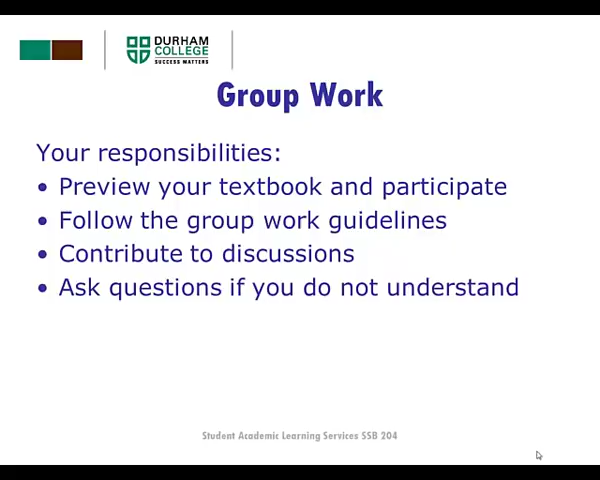 DURHAM
COLLEGE
SUCCESS MATTERS
Group Work
Your responsibilities:
• Preview your textbook and participate
• Follow the group work guidelines
• Contribute to discussions
• Ask questions if you do not understand
Student Academic Learning Services SSB 204